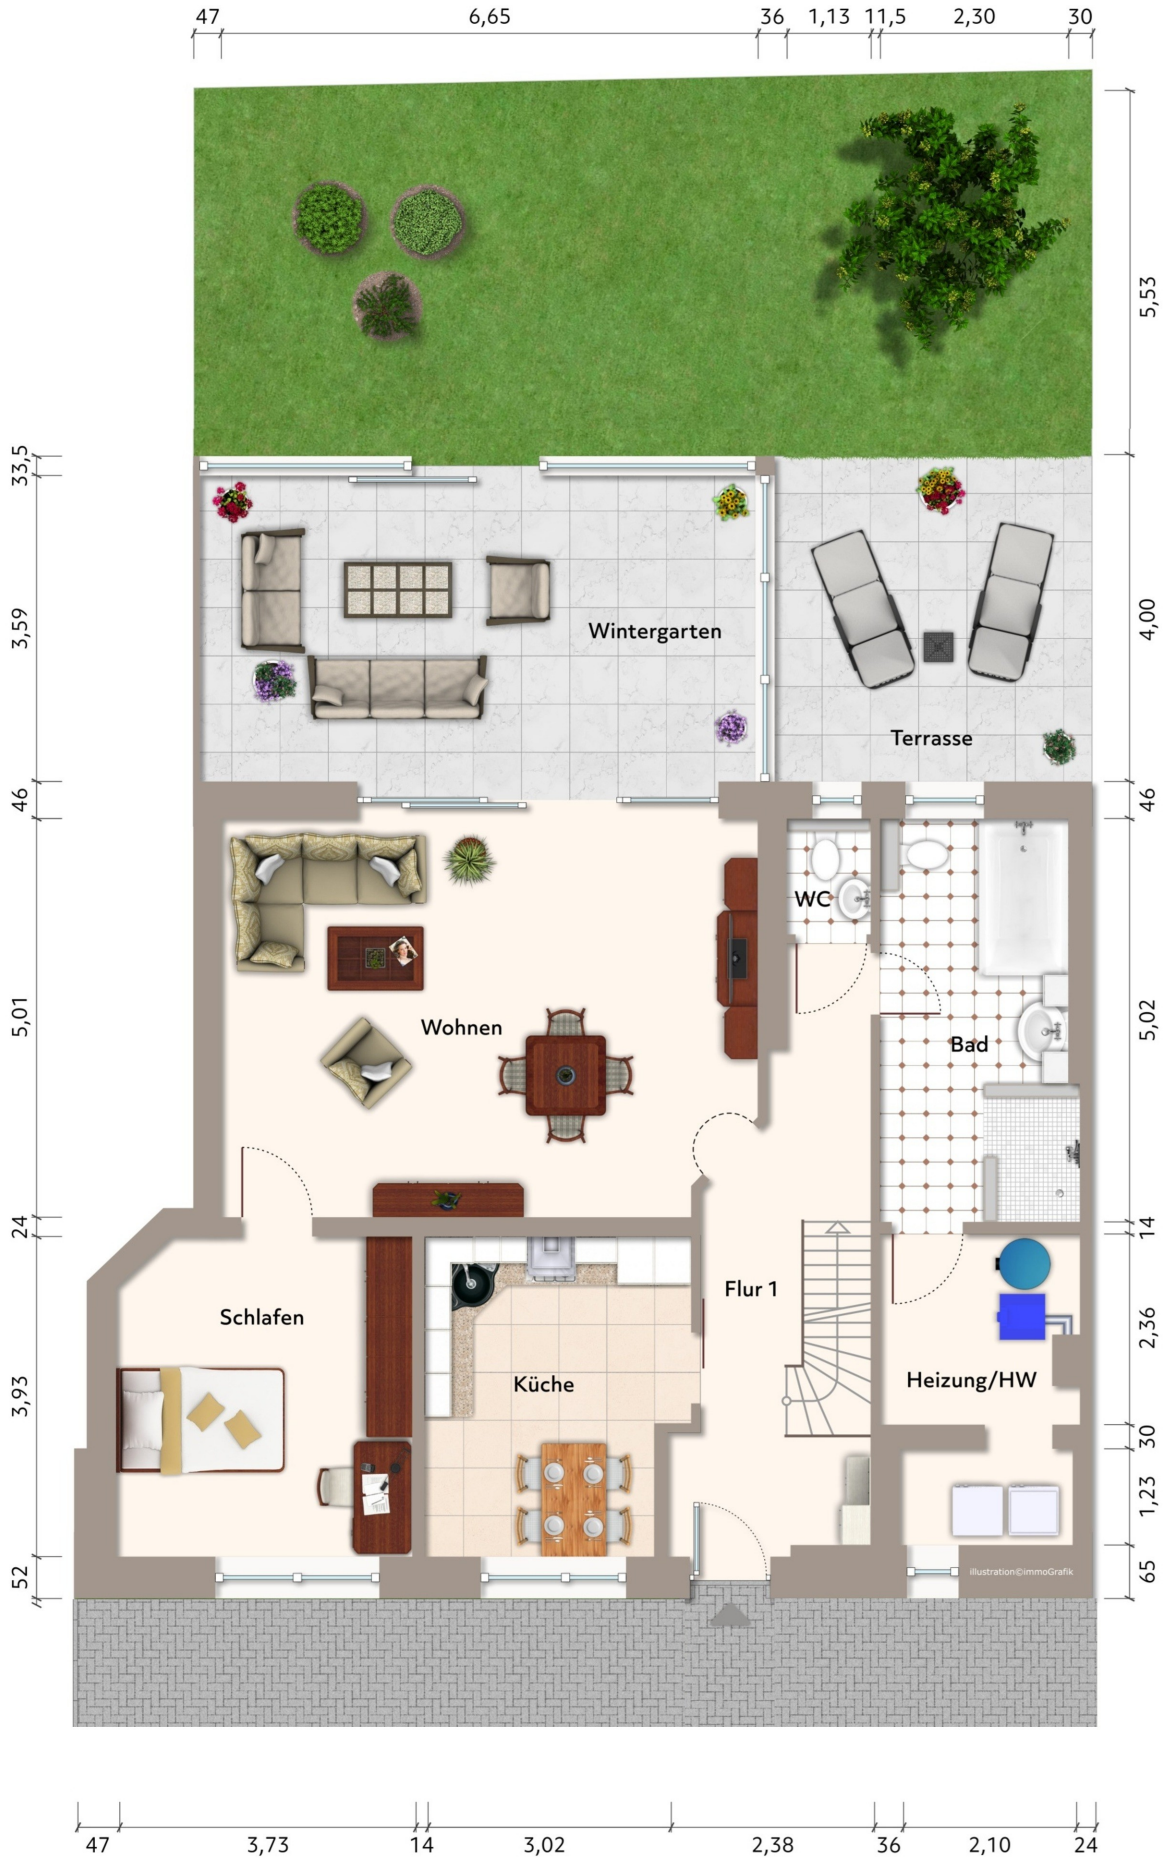 47 6,65 36 1,13 11,5 2,30 30
5,53
33,5
3,59
Wintergarten
4,00
Terrasse
46
46
WC
5,01
Wohnen
5,02
Bad
24
14
Flur 1
Schlafen
2,36
Küche
Heizung/HW
3,93
30
1,23
52
illustration©immoGrafik
65
47 3,73 14 3,02 2,38 36 2,10 24